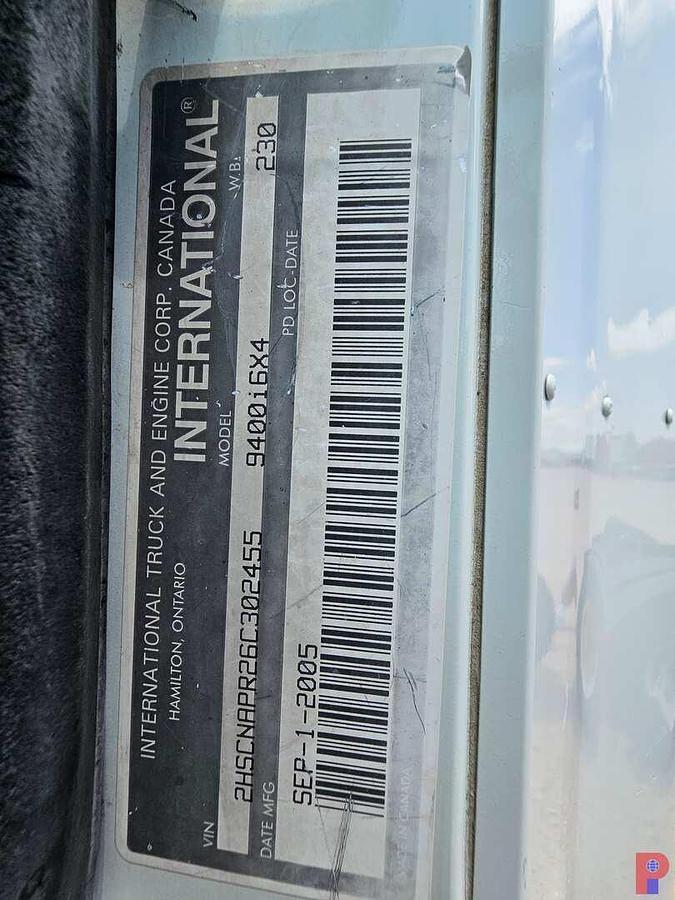 INTERNATIONAL TRUCK AND ENGINE CORP. CANADA
HAMILTON, ONTARIO
INTERNATIONAL®
VIN MODEL W.B.
2HSCNAPR26C302455 9400i6X4 230
DATE MFG PD LOC-DATE
SEP-1-2005
CANADA